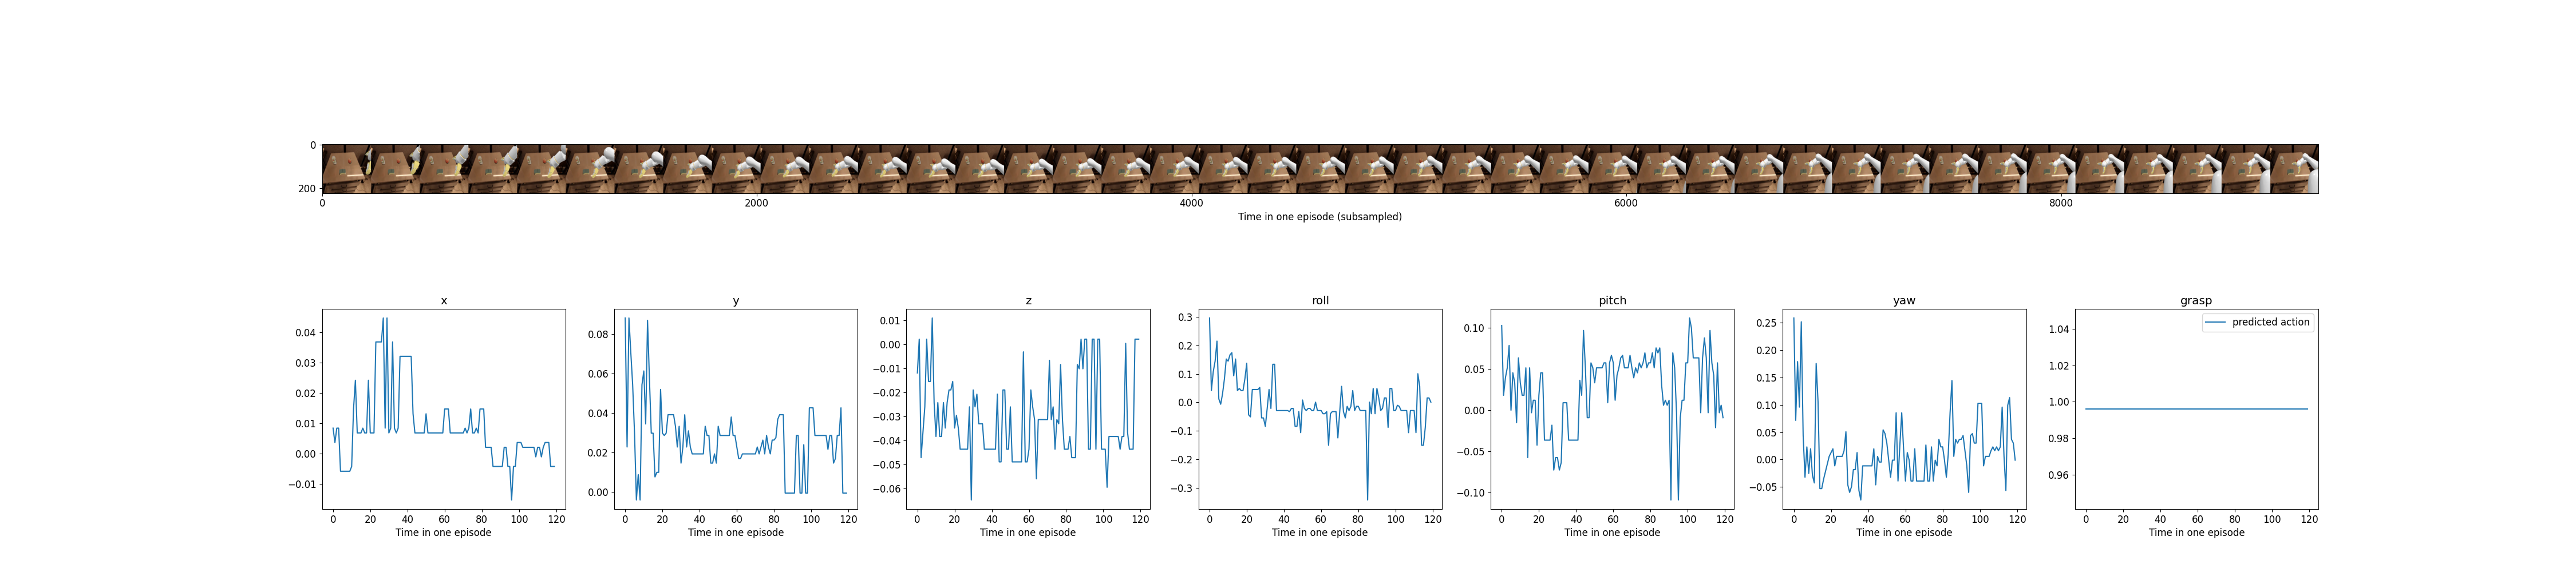 0
200
0 2000 4000 6000 8000
Time in one episode (subsampled)
x
0.04
0.03
0.02
0.01
0.00
−0.01
0 20 40 60 80 100 120
Time in one episode
y
0.08
0.06
0.04
0.02
0.00
0 20 40 60 80 100 120
Time in one episode
z
0.01
0.00
−0.01
−0.02
−0.03
−0.04
−0.05
−0.06
0 20 40 60 80 100 120
Time in one episode
roll
0.3
0.2
0.1
0.0
−0.1
−0.2
−0.3
0 20 40 60 80 100 120
Time in one episode
pitch
0.10
0.05
0.00
−0.05
−0.10
0 20 40 60 80 100 120
Time in one episode
yaw
0.25
0.20
0.15
0.10
0.05
0.00
−0.05
0 20 40 60 80 100 120
Time in one episode
grasp
predicted action
1.04
1.02
1.00
0.98
0.96
0 20 40 60 80 100 120
Time in one episode